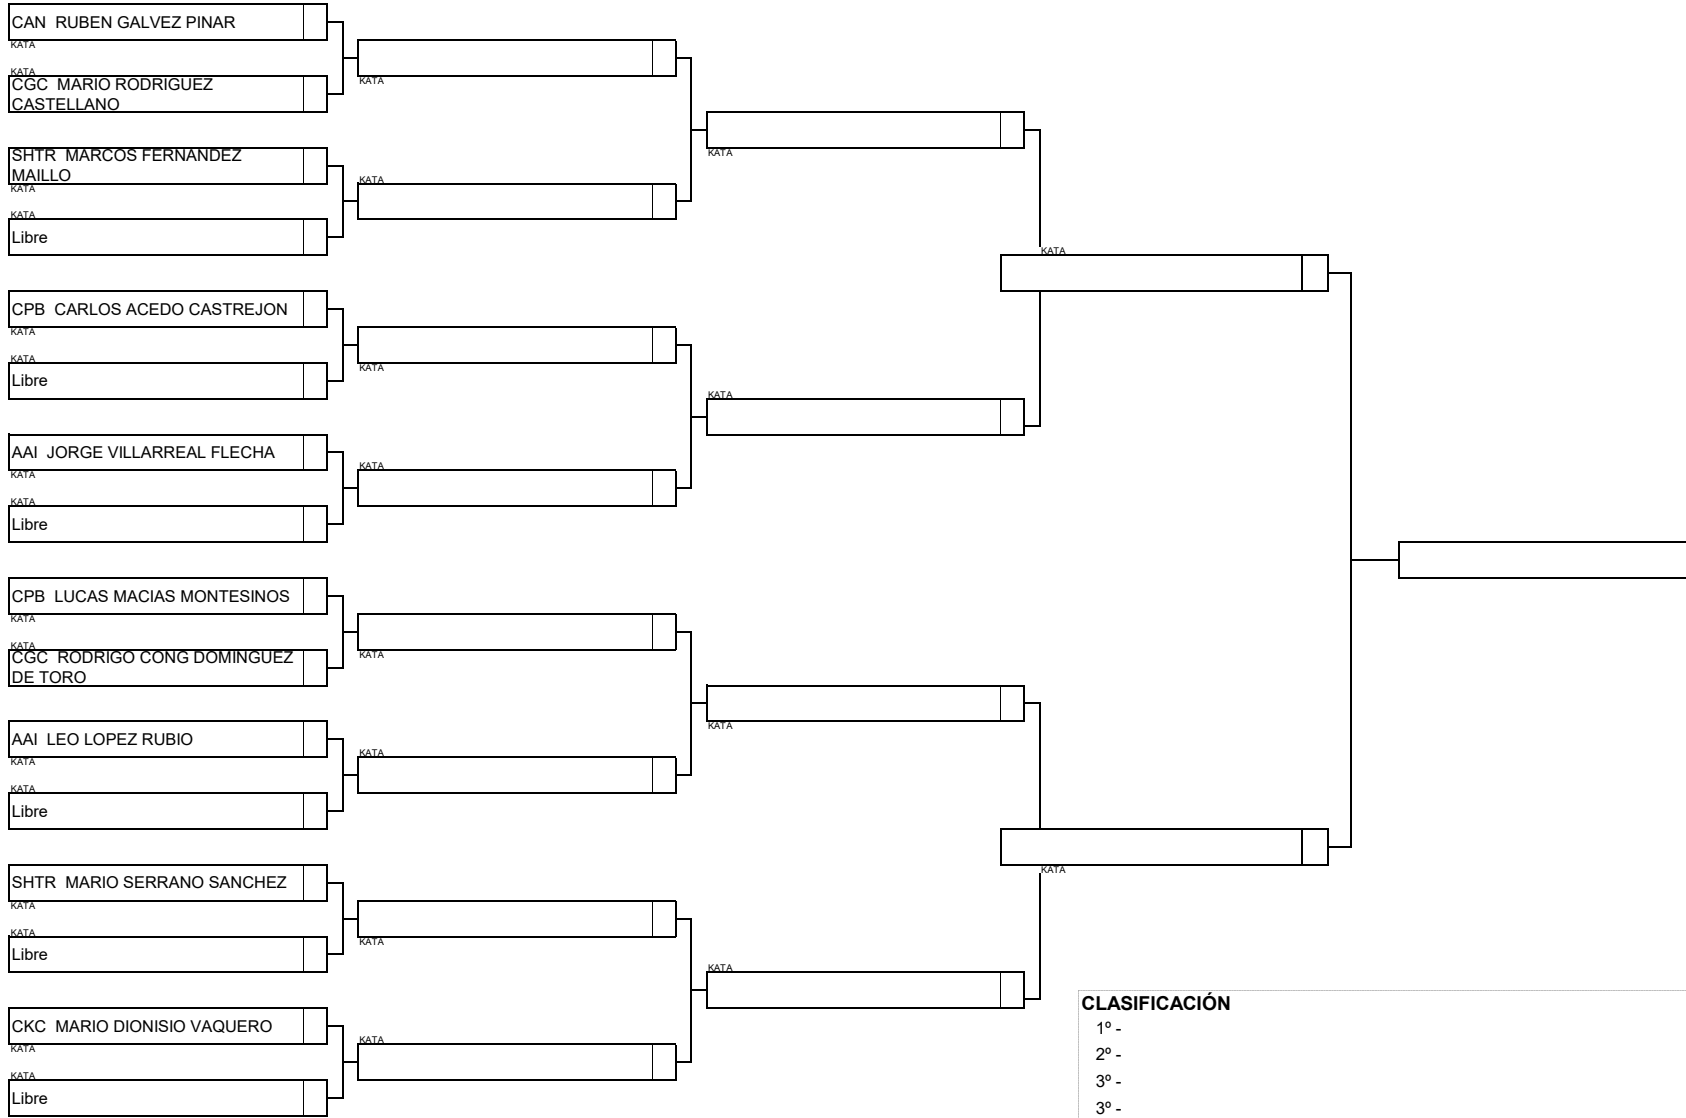 CAN RUBEN GALVEZ PINAR
KATA
KATA
CGC MARIO RODRIGUEZ
CASTELLANO
SHTR MARCOS FERNANDEZ
MAILLO
KATA
KATA
Libre
CPB CARLOS ACEDO CASTREJON
KATA
KATA
Libre
AAI JORGE VILLARREAL FLECHA
KATA
KATA
Libre
CPB LUCAS MACIAS MONTESINOS
KATA
KATA
CGC RODRIGO CONG DOMINGUEZ
DE TORO
AAI LEO LOPEZ RUBIO
KATA
KATA
Libre
SHTR MARIO SERRANO SANCHEZ
KATA
KATA
Libre
CKC MARIO DIONISIO VAQUERO
KATA
KATA
Libre
KATA
KATA
KATA
KATA
KATA
KATA
KATA
KATA
KATA
KATA
KATA
KATA
KATA
KATA
CLASIFICACIÓN
1º -
2º -
3º -
3º -